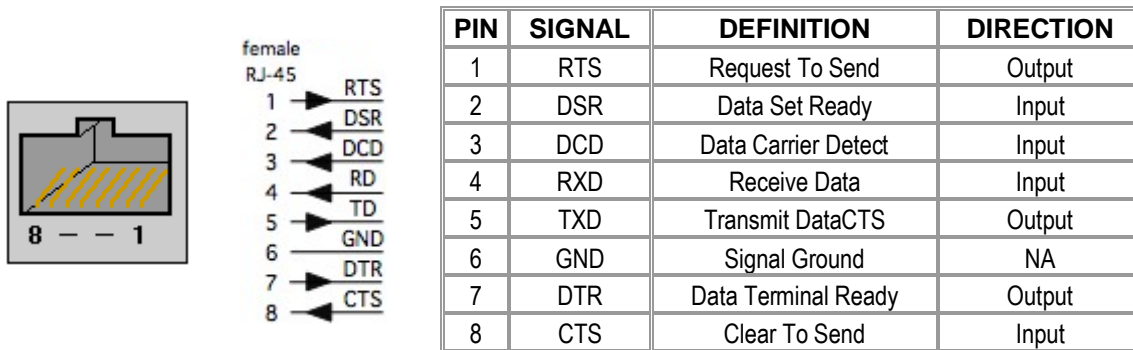 8 - - 1
female
RJ-45
1 RTS
2 DSR
3 DCD
4 RD
5 TD
6 GND
7 DTR
8 CTS
PIN SIGNAL DEFINITION DIRECTION
1 RTS Request To Send Output
2 DSR Data Set Ready Input
3 DCD Data Carrier Detect Input
4 RXD Receive Data Input
5 TXD Transmit DataCTS Output
6 GND Signal Ground NA
7 DTR Data Terminal Ready Output
8 CTS Clear To Send Input